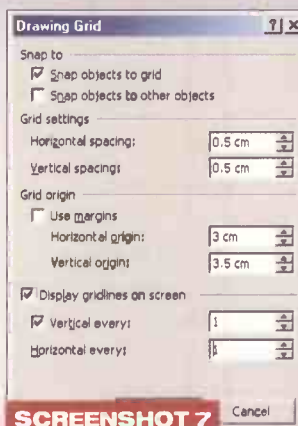 Drawing Grid
Snap to
Snap objects to grid
Snap objects to other objects
Grid settings
Horizontal spacing: 0.5 cm
Vertical spacing: 0.5 cm
Grid origin
Use margins
Horizontal origin: 3 cm
Vertical origin: 3.5 cm
Display gridlines on screen
Vertical every: 1
Horizontal every:
SCREENSHOT 7 Cancel